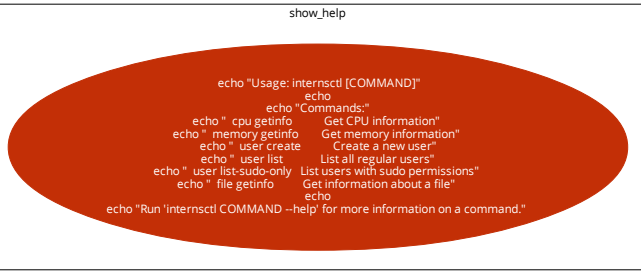 show_help
echo "Usage: internsctl [COMMAND]"
echo
echo "Commands:"
echo "  cpu getinfo          Get CPU information"
echo "  memory getinfo       Get memory information"
echo "  user create          Create a new user"
echo "  user list            List all regular users"
echo "  user list-sudo-only   List users with sudo permissions"
echo "  file getinfo         Get information about a file"
echo
echo "Run 'internsctl COMMAND --help' for more information on a command."